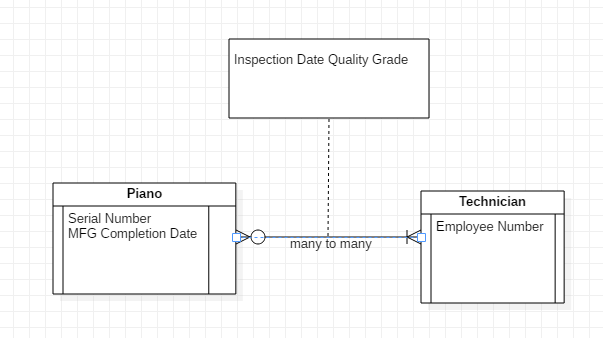 Inspection Date Quality Grade
Piano
Serial Number
MFG Completion Date
many to many
Technician
Employee Number